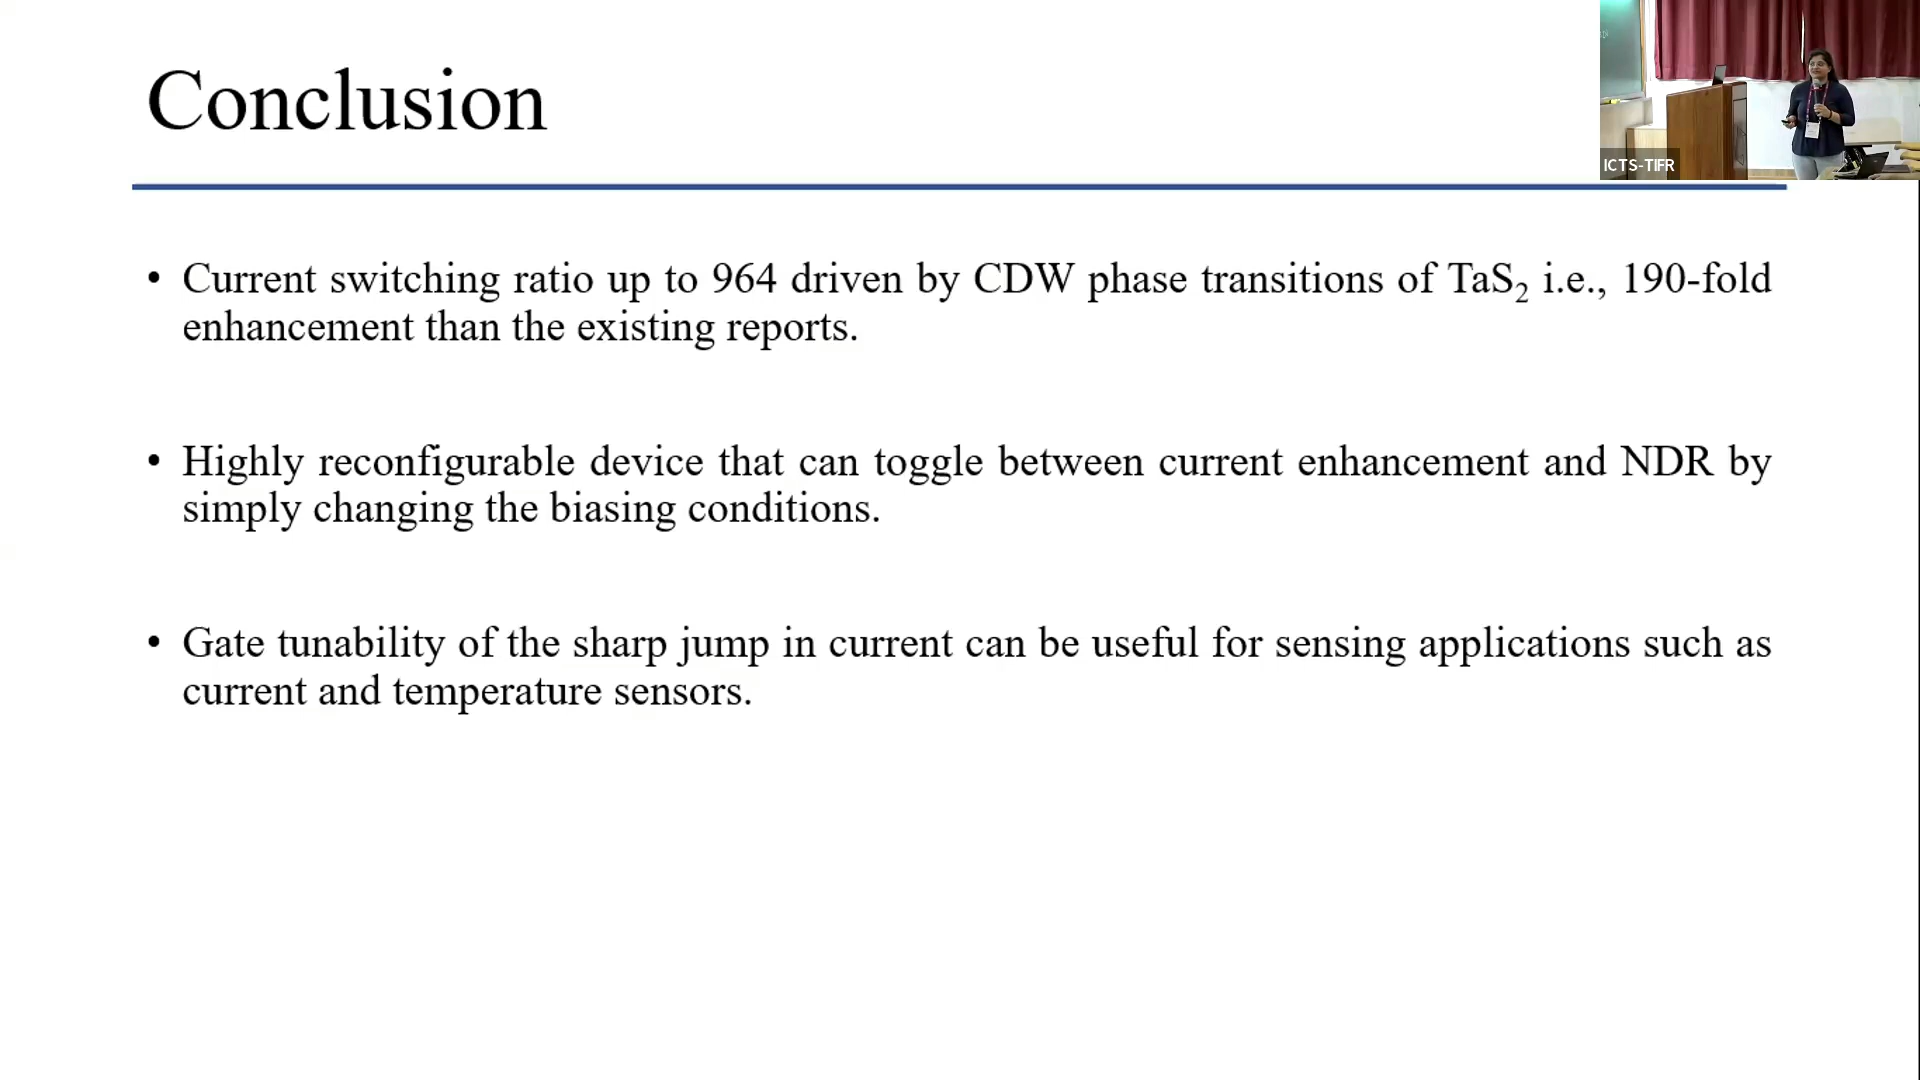 Conclusion
ICTS-TIFR
• Current switching ratio up to 964 driven by CDW phase transitions of TaS₂ i.e., 190-fold
enhancement than the existing reports.
• Highly reconfigurable device that can toggle between current enhancement and NDR by
simply changing the biasing conditions.
• Gate tunability of the sharp jump in current can be useful for sensing applications such as
current and temperature sensors.